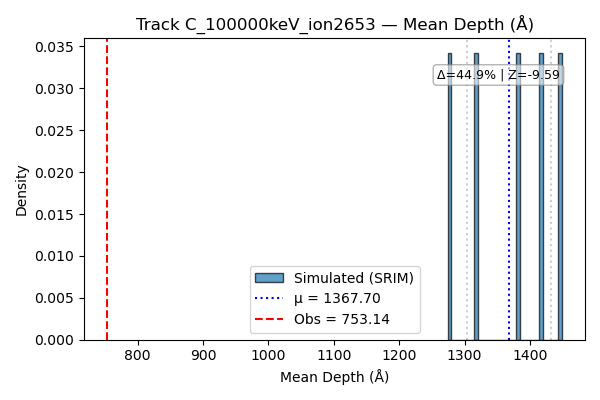 Track C_100000keV_ion2653 — Mean Depth (Å)
Δ=44.9% | Z=-9.59
Density
0.035
0.030
0.025
0.020
0.015
0.010
0.005
0.000
Simulated (SRIM)
μ = 1367.70
Obs = 753.14
800 900 1000 1100 1200 1300 1400
Mean Depth (Å)